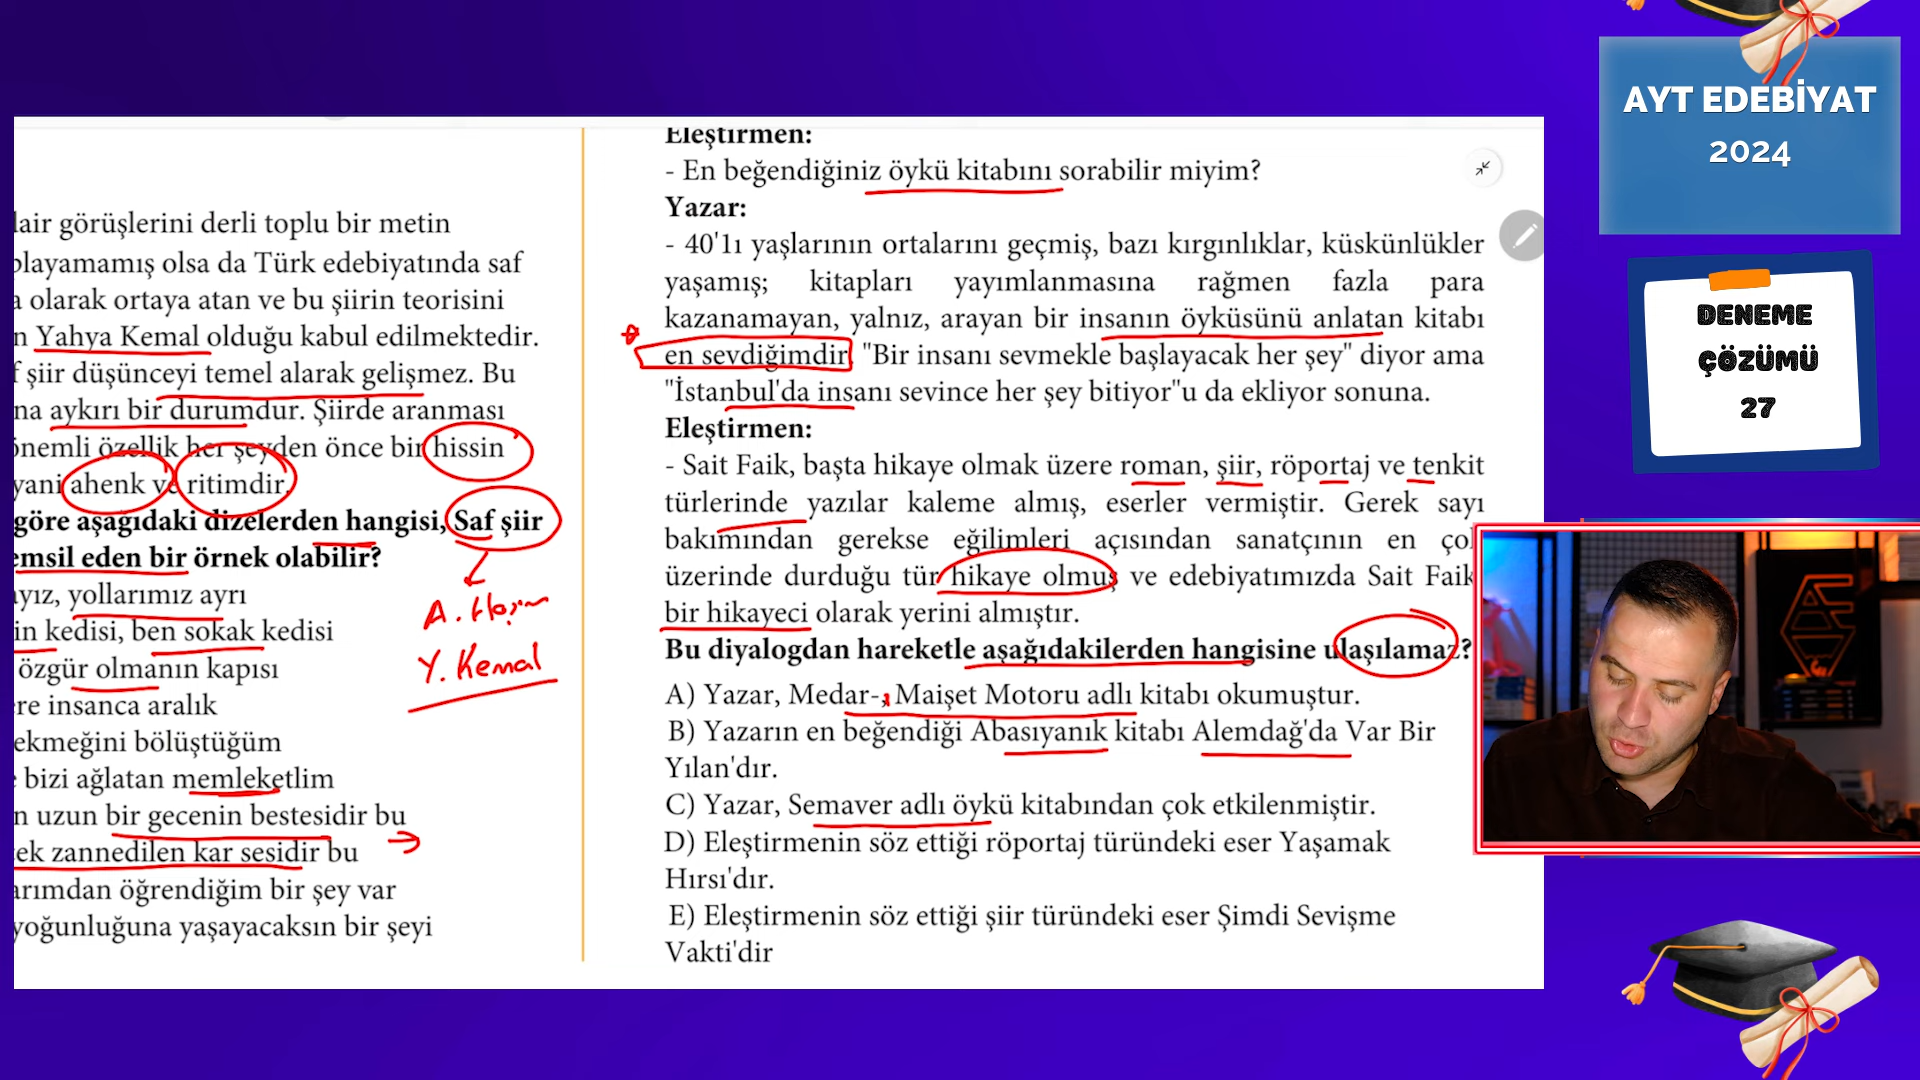 lair görüşlerini derli toplu bir metin
playamamış olsa da Türk edebiyatında saf
a olarak ortaya atan ve bu şiirin teorisini
n Yahya Kemal olduğu kabul edilmektedir.
f şiir düşünceyi temel alarak gelişmez. Bu
na aykırı bir durumdur. Şiirde aranması
önemli özellik her şeyden önce bir hissin
yani ahenk ve ritimdir.
göre aşağıdaki dizelerden hangisi, Saf şiir
emsil eden bir örnek olabilir?
A. Haşim
Y. Kemal
ayız, yollarımız ayrı
in kedisi, ben sokak kedisi
özgür olmanın kapısı
re insanca aralık
ekmeğini bölüştüğüm
bizi ağlatan memleketlim
n uzun bir gecenin bestesidir bu
ek zannedilen kar sesidir bu
arımdan öğrendiğim bir şey var
yoğunluğuna yaşayacaksın bir şeyi
Eleştirmen:
- En beğendiğiniz öykü kitabını sorabilir miyim?
Yazar:
- 40'lı yaşlarının ortalarını geçmiş, bazı kırgınlıklar, küskünlükler
yaşamış; kitapları yayımlanmasına rağmen fazla para
kazanamayan, yalnız, arayan bir insanın öyküsünü anlatan kitabı
en sevdiğimdir. "Bir insanı sevmekle başlayacak her şey" diyor ama
"İstanbul'da insanı sevince her şey bitiyor"u da ekliyor sonuna.
Eleştirmen:
- Sait Faik, başta hikaye olmak üzere roman, şiir, röportaj ve tenkit
türlerinde yazılar kaleme almış, eserler vermiştir. Gerek sayı
bakımından gerekse eğilimleri açısından sanatçının en çok
üzerinde durduğu tür hikaye olmuş ve edebiyatımızda Sait Faik
bir hikayeci olarak yerini almıştır.
Bu diyalogdan hareketle aşağıdakilerden hangisine ulaşılamaz?
A) Yazar, Medar-ı Maişet Motoru adlı kitabı okumuştur.
B) Yazarın en beğendiği Abasıyanık kitabı Alemdağ'da Var Bir
Yılan'dır.
C) Yazar, Semaver adlı öykü kitabından çok etkilenmiştir.
D) Eleştirmenin söz ettiği röportaj türündeki eser Yaşamak
Hırsı'dır.
E) Eleştirmenin söz ettiği şiir türündeki eser Şimdi Sevişme
Vakti'dir
AYT EDEBİYAT
2024
DENEME
ÇÖZÜMÜ
27